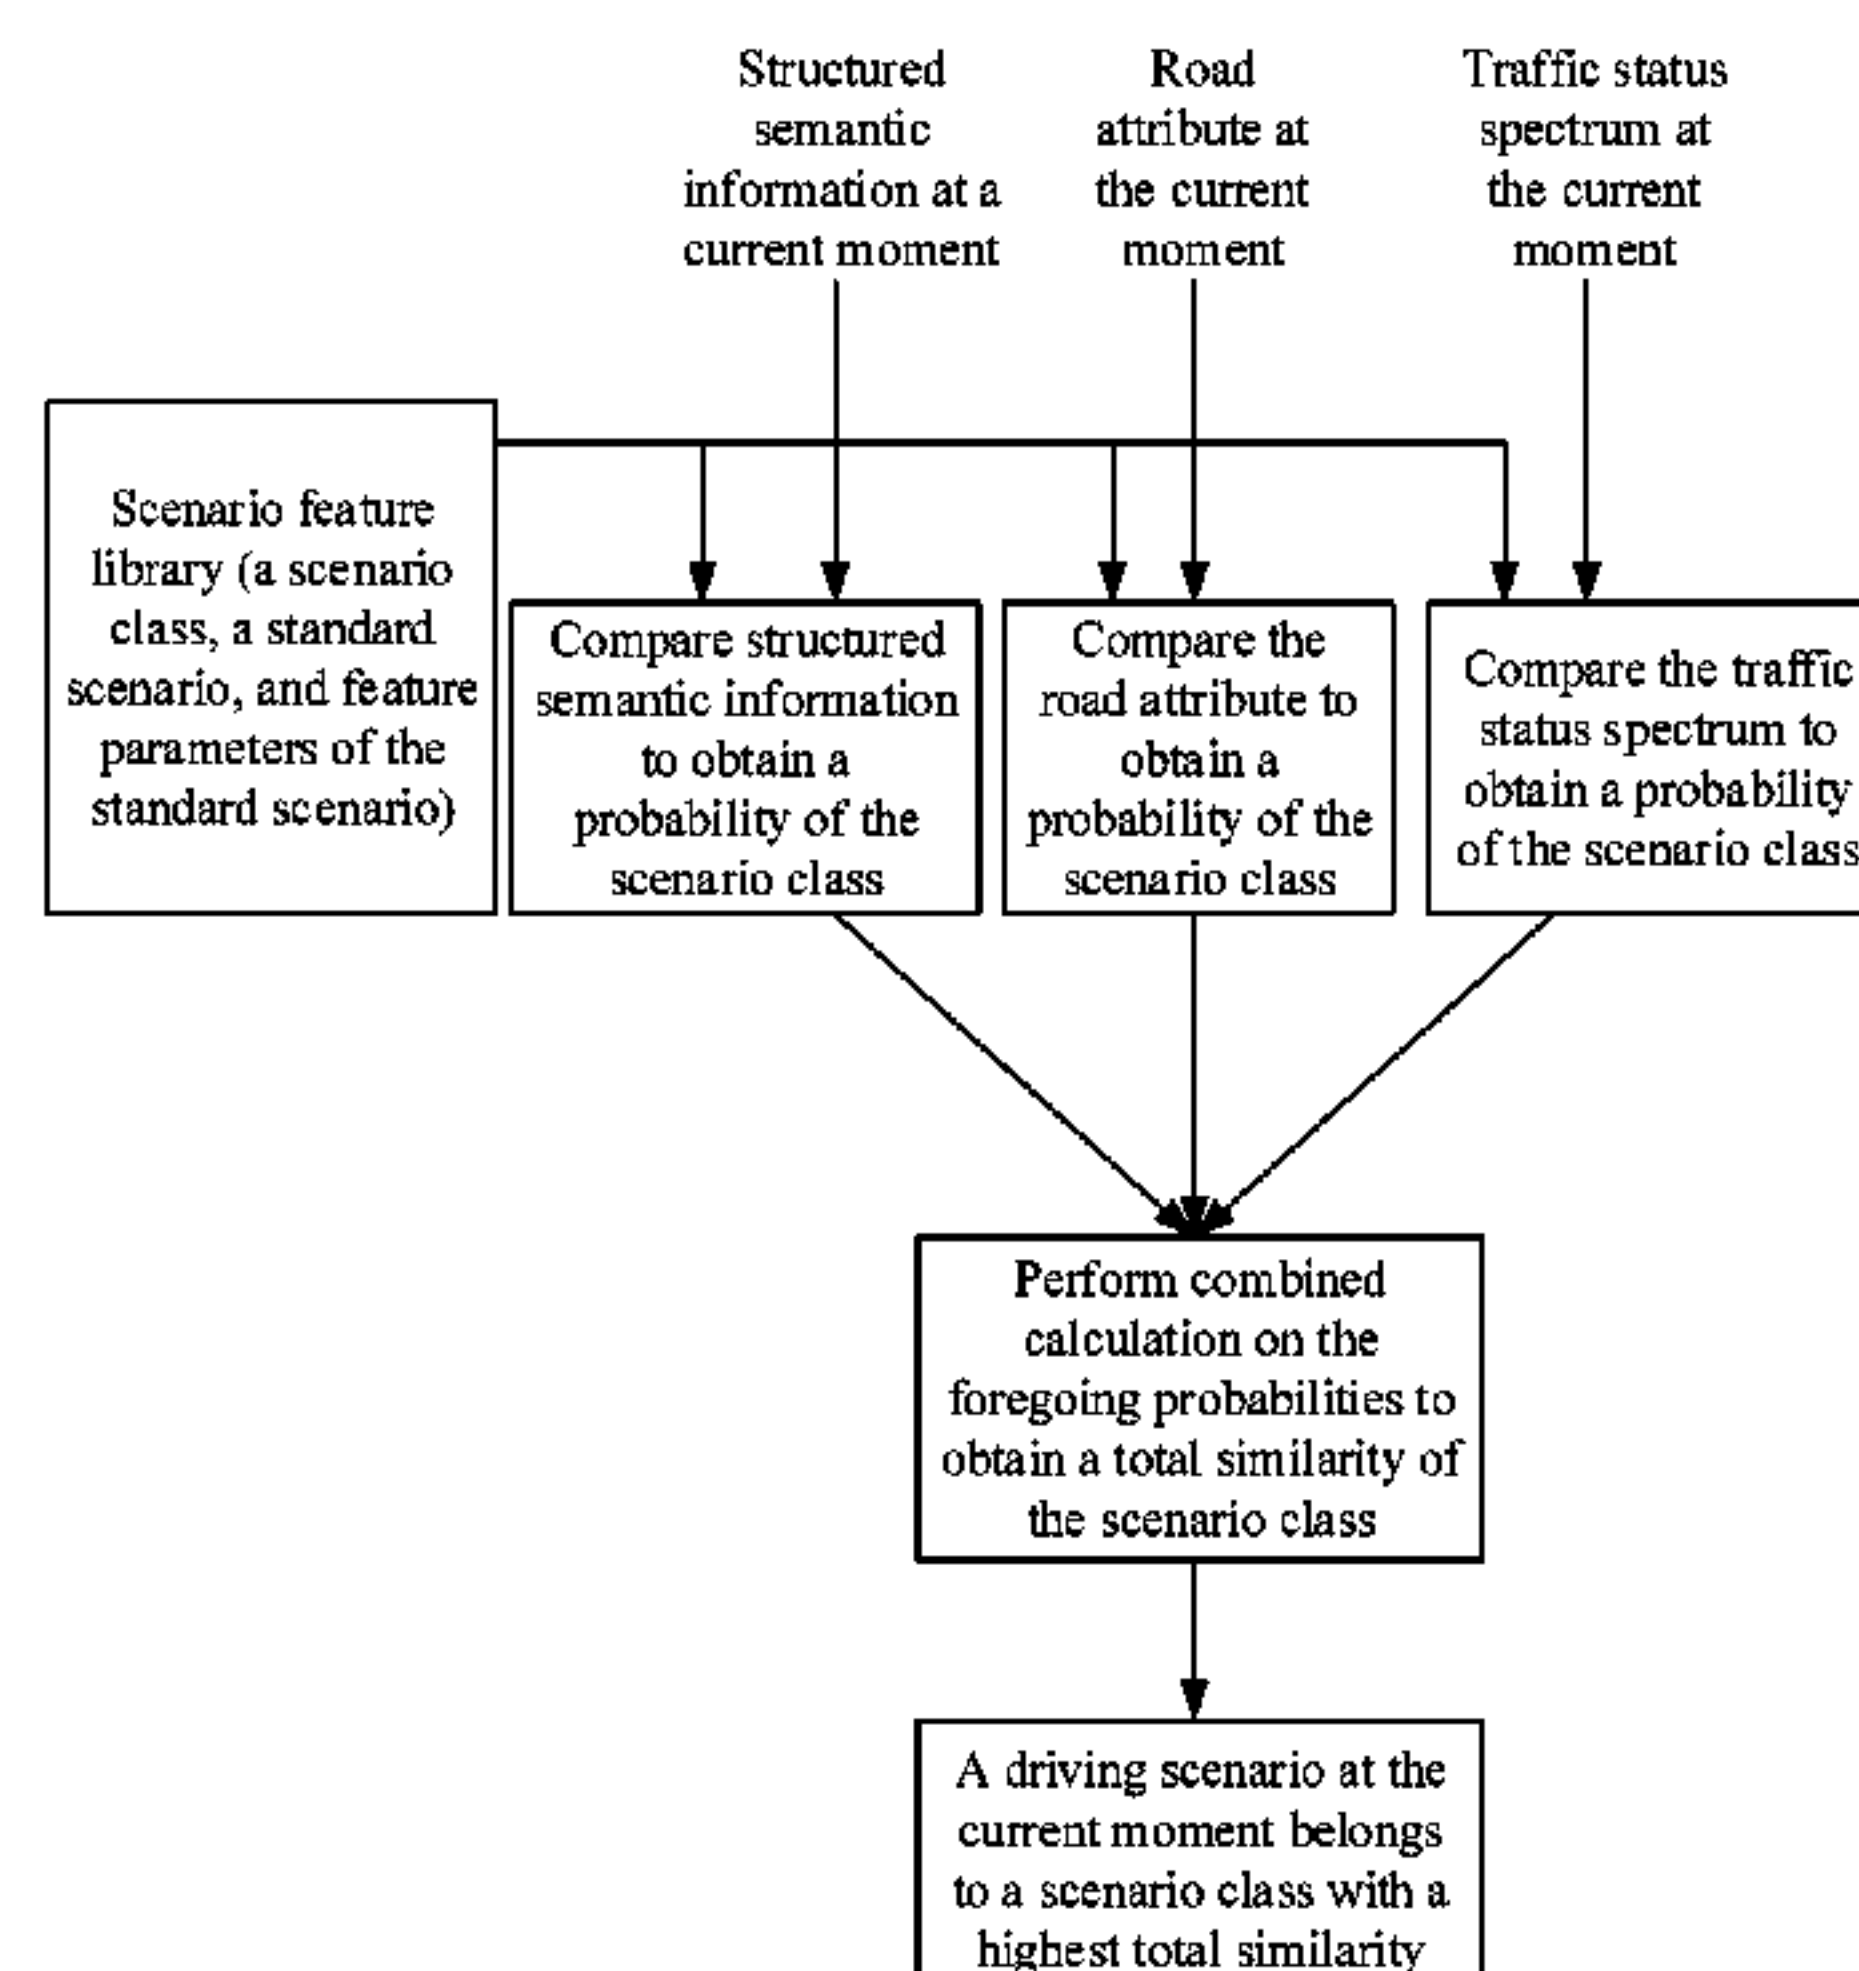 Structured
semantic
information at a
current moment
Road
attribute at
the current
moment
Traffic status
spectrum at
the current
moment
Scenario feature
library (a scenario
class, a standard
scenario, and feature
parameters of the
standard scenario)
Compare structured
semantic information
to obtain a
probability of the
scenario class
Compare the
road attribute to
obtain a
probability of the
scenario class
Compare the traffic
status spectrum to
obtain a probability
of the scenario class
Perform combined
calculation on the
foregoing probabilities to
obtain a total similarity of
the scenario class
A driving scenario at the
current moment belongs
to a scenario class with a
highest total similarity